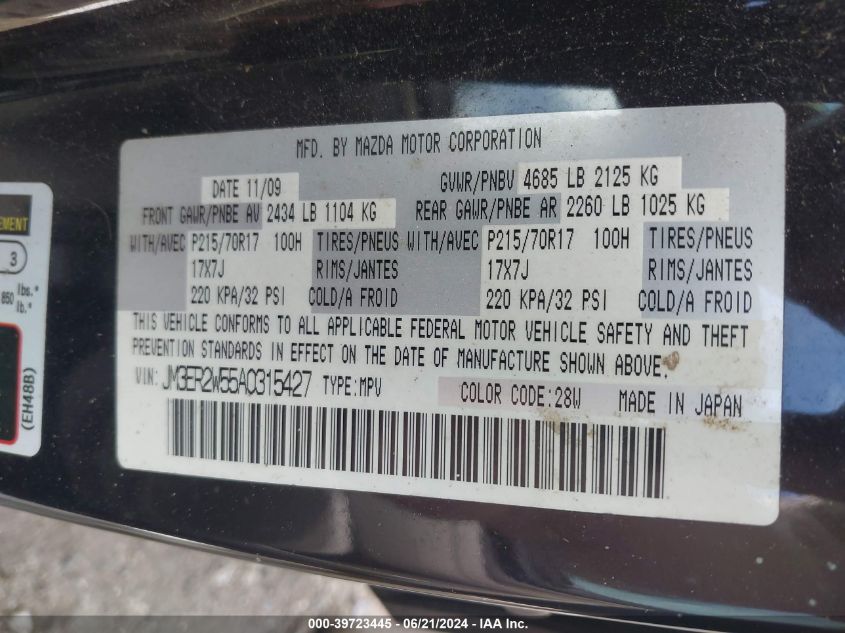 MFD. BY MAZDA MOTOR CORPORATION
DATE 11/09 GVWR/PNBV 4685 LB 2125 KG
FRONT GAWR/PNBE AV 2434 LB 1104 KG REAR GAWR/PNBE AR 2260 LB 1025 KG
WITH/AVEC P215/70R17 100H TIRES/PNEUS WITH/AVEC P215/70R17 100H TIRES/PNEUS
17X7J RIMS/JANTES 17X7J RIMS/JANTES
220 KPA/32 PSI COLD/A FROID 220 KPA/32 PSI COLD/A FROID
THIS VEHICLE CONFORMS TO ALL APPLICABLE FEDERAL MOTOR VEHICLE SAFETY AND THEFT
PREVENTION STANDARDS IN EFFECT ON THE DATE OF MANUFACTURE SHOWN ABOVE.
VIN: JM3ER2W55A0315427 TYPE:MPV COLOR CODE:28W MADE IN JAPAN
EMENT
3
850 lbs.*
lb.*
(EH48B)
000-39723445 - 06/21/2024 - IAA Inc.